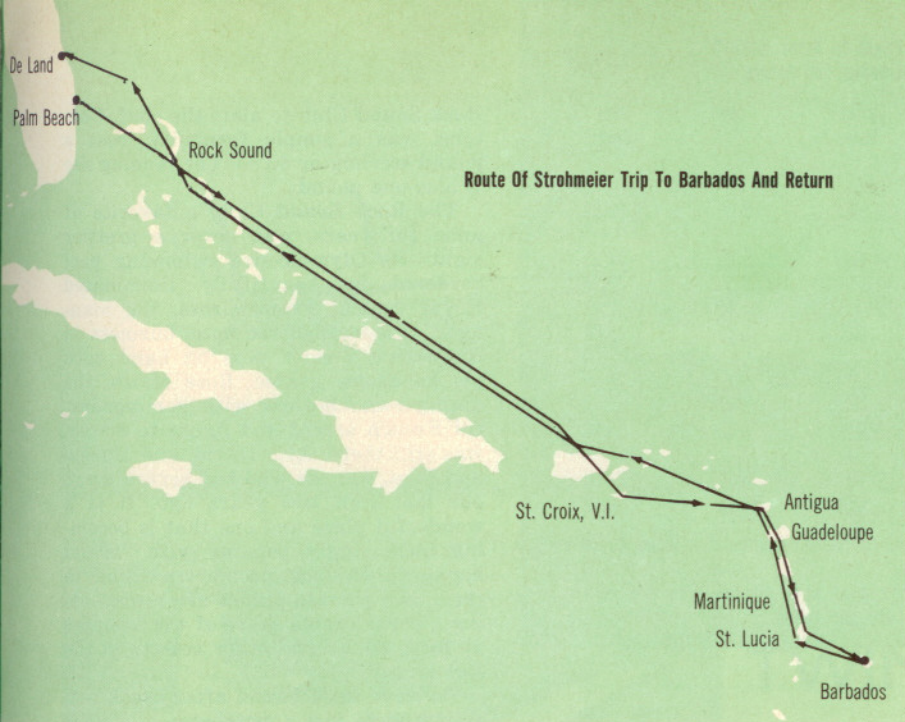 De Land
Palm Beach
Rock Sound
Route Of Strohmeier Trip To Barbados And Return
St. Croix, V.I.
Antigua
Guadeloupe
Martinique
St. Lucia
Barbados